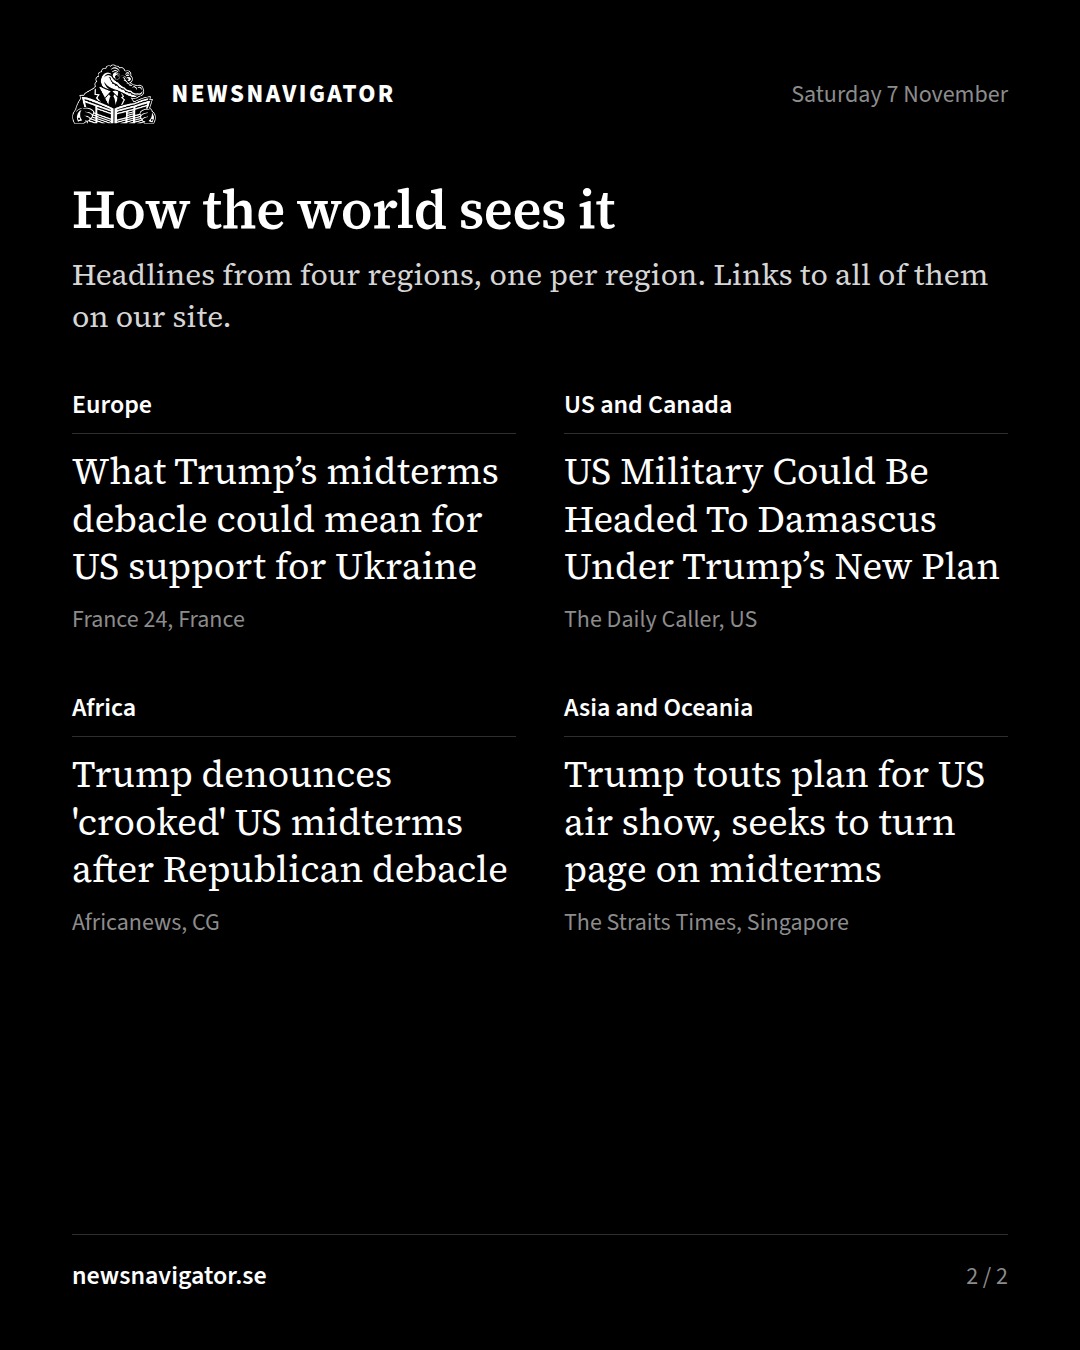 NEWSNAVIGATOR
Saturday 7 November
How the world sees it
Headlines from four regions, one per region. Links to all of them
on our site.
Europe
What Trump’s midterms
debacle could mean for
US support for Ukraine
France 24, France
US and Canada
US Military Could Be
Headed To Damascus
Under Trump’s New Plan
The Daily Caller, US
Africa
Trump denounces
'crooked' US midterms
after Republican debacle
Africanews, CG
Asia and Oceania
Trump touts plan for US
air show, seeks to turn
page on midterms
The Straits Times, Singapore
newsnavigator.se
2 / 2